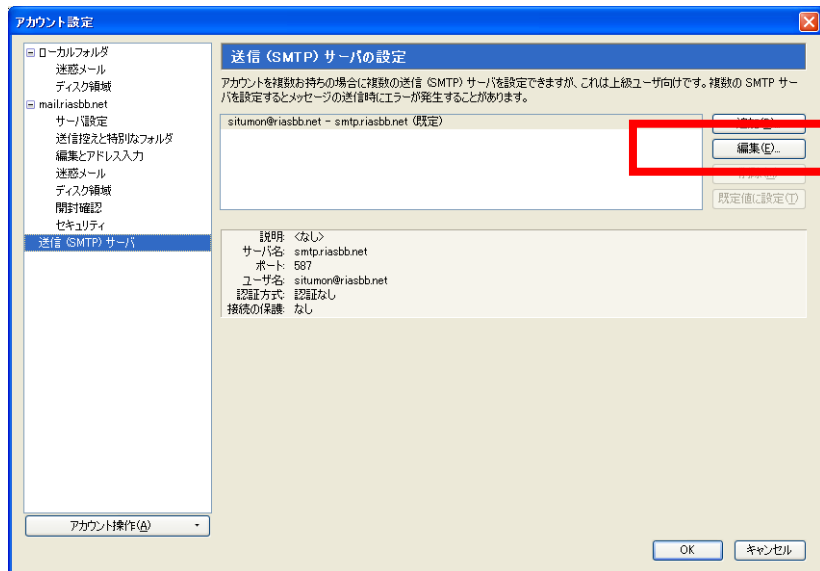 アカウント設定
ローカルフォルダ
迷惑メール
ディスク領域
mail.riasbb.net
サーバ設定
送信控えと特別なフォルダ
編集とアドレス入力
迷惑メール
ディスク領域
開封確認
セキュリティ
送信 (SMTP) サーバ
アカウント操作(A)
送信 (SMTP) サーバの設定
アカウントを複数お持ちの場合に複数の送信 (SMTP) サーバを設定できますが、これは上級ユーザ向けです。複数の SMTP サー
バを設定するとメッセージの送信時にエラーが発生することがあります。
situmon@riasbb.net - smtp.riasbb.net (既定)
編集(E)...
既定値に設定(T)
説明: <なし>
サーバ名: smtp.riasbb.net
ポート: 587
ユーザ名: situmon@riasbb.net
認証方式: 認証なし
接続の保護: なし
OK
キャンセル